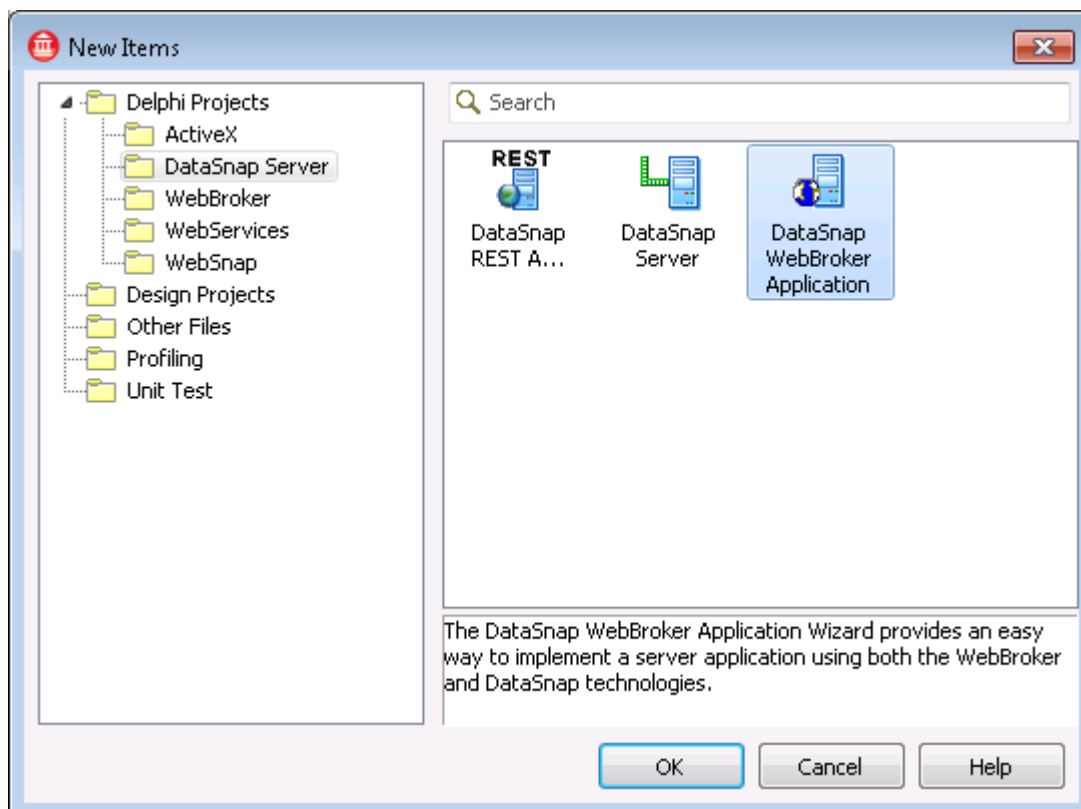 New Items
Delphi Projects
ActiveX
DataSnap Server
WebBroker
WebServices
WebSnap
Design Projects
Other Files
Profiling
Unit Test
Search
REST
DataSnap
REST A...
DataSnap
Server
DataSnap
WebBroker
Application
The DataSnap WebBroker Application Wizard provides an easy
way to implement a server application using both the WebBroker
and DataSnap technologies.
OK
Cancel
Help